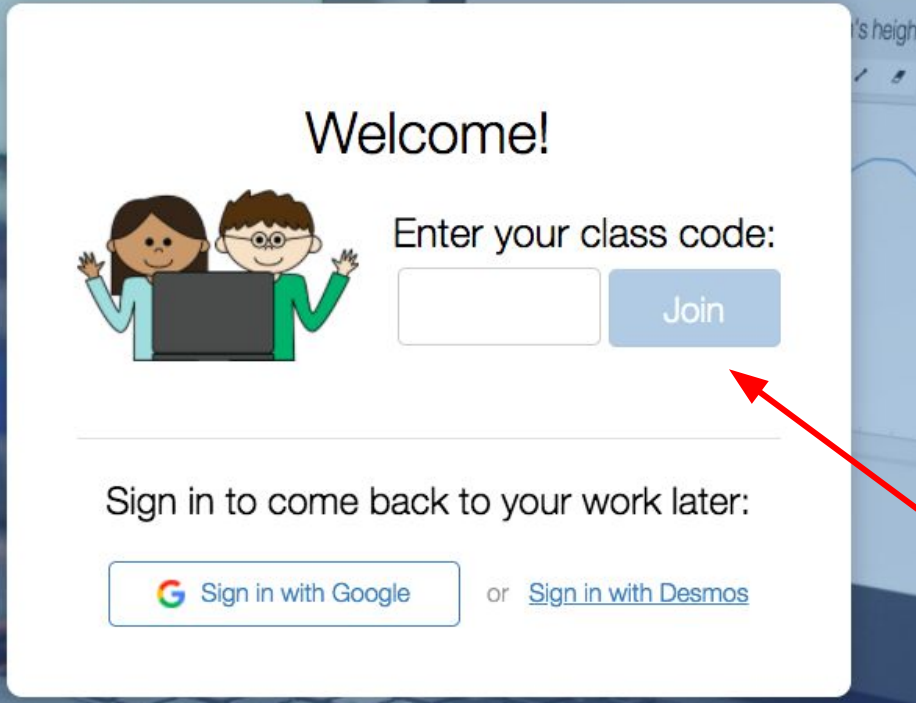 's heigh
Welcome!
Enter your class code:
Join
Sign in to come back to your work later:
Sign in with Google or Sign in with Desmos